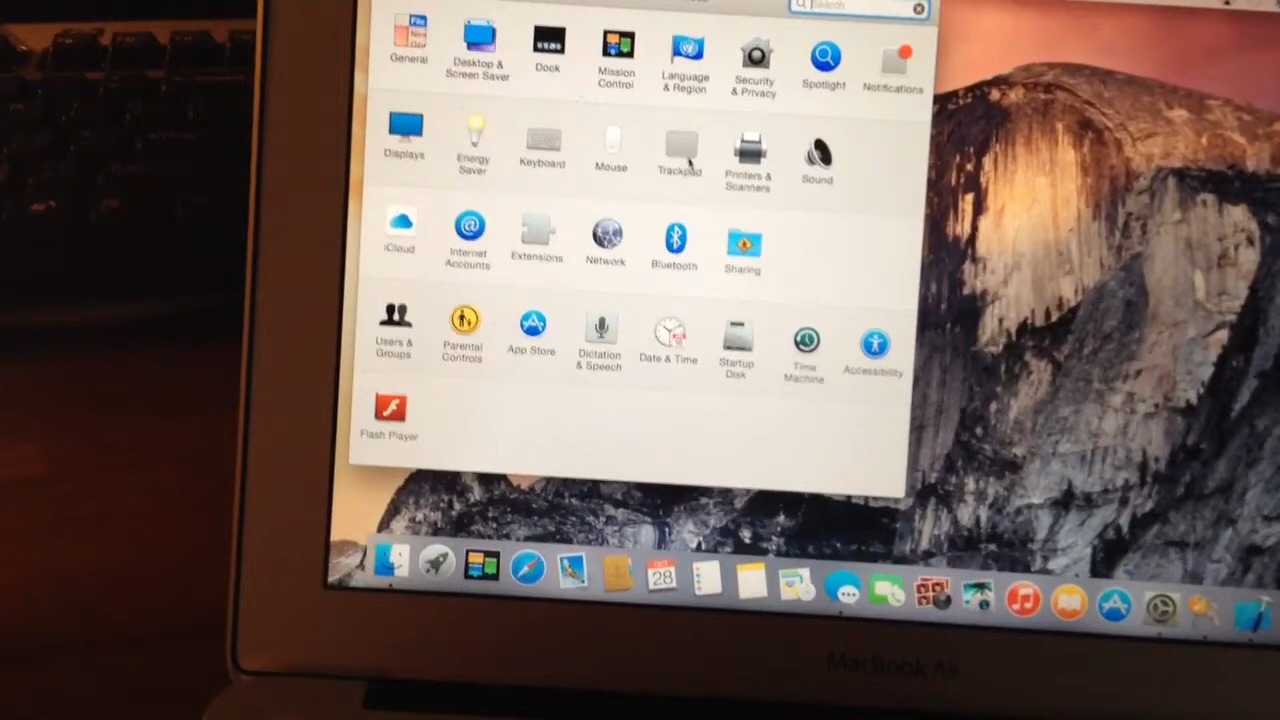 Search
General
Desktop &
Screen Saver
Dock
Mission
Control
Language
& Region
Security
& Privacy
Spotlight
Notifications
Displays
Energy
Saver
Keyboard
Mouse
Trackpad
Printers &
Scanners
Sound
iCloud
Internet
Accounts
Extensions
Network
Bluetooth
Sharing
Users &
Groups
Parental
Controls
App Store
Dictation
& Speech
Date & Time
Startup
Disk
Time
Machine
Accessibility
Flash Player
OCT
28
MacBook Air